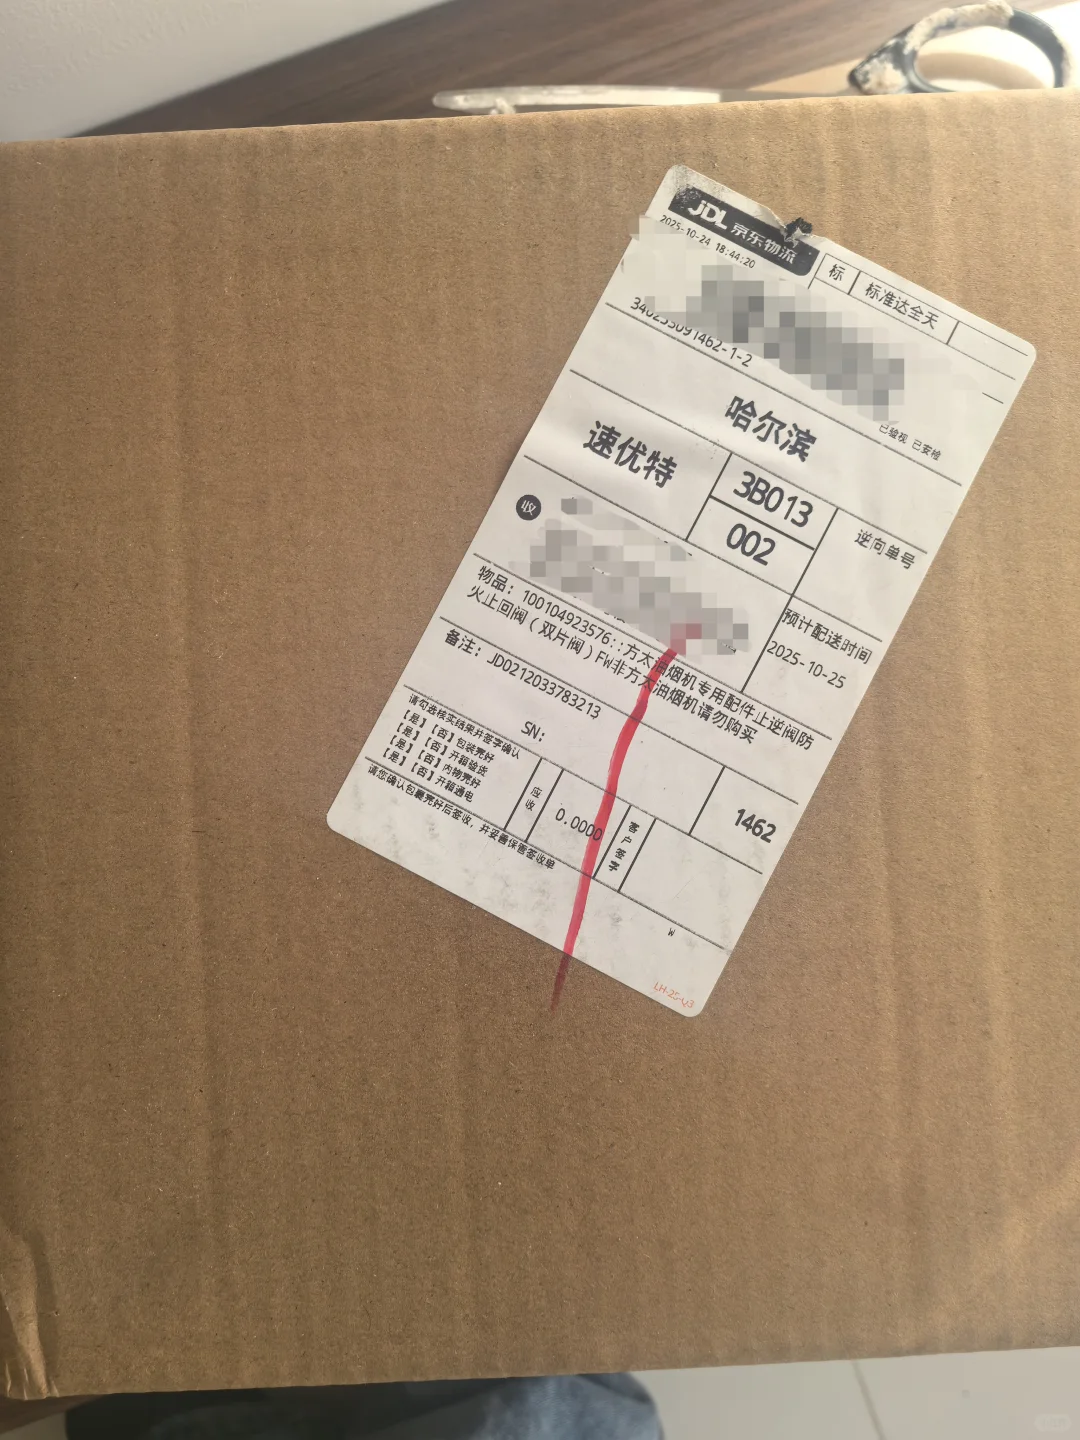 JDL 京东物流
2025-10-24 18:44:20
标
标准达全天
340255091462-1-2
已验视 已安检
哈尔滨
速优特
3B013
002
逆向单号
收
预计配送时间
2025-10-25
物品：100104923576::方太油烟机专用配件止逆阀防
火止回阀（双片阀）FW非方太油烟机请勿购买
备注：JD0212033783213
SN:
1462
请勾选核实结果并签字确认
【是】【否】包装完好
【是】【否】开箱验货
【是】【否】内物完好
【是】【否】开箱通电
请您确认包裹完好后签收，并妥善保管签收单
应收
0.0000
客户签字
W
LH-25-V3